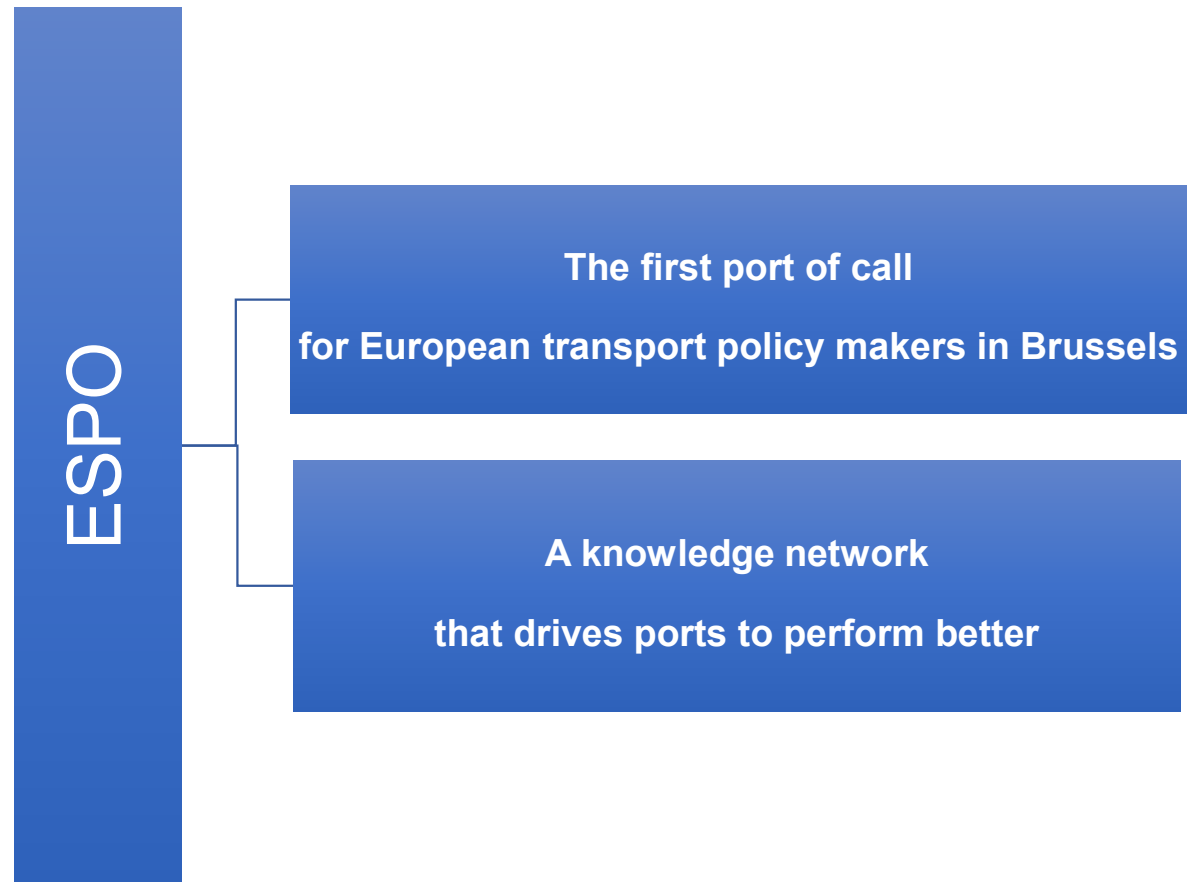 ESPO
The first port of call
for European transport policy makers in Brussels
A knowledge network
that drives ports to perform better